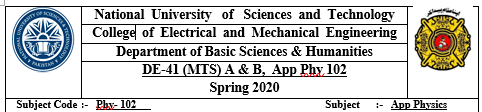 National University of Sciences and Technology
College of Electrical and Mechanical Engineering
Department of Basic Sciences & Humanities
DE-41 (MTS) A & B, App Phy 102
Spring 2020
Subject Code :- Phy- 102 Subject :- App Physics